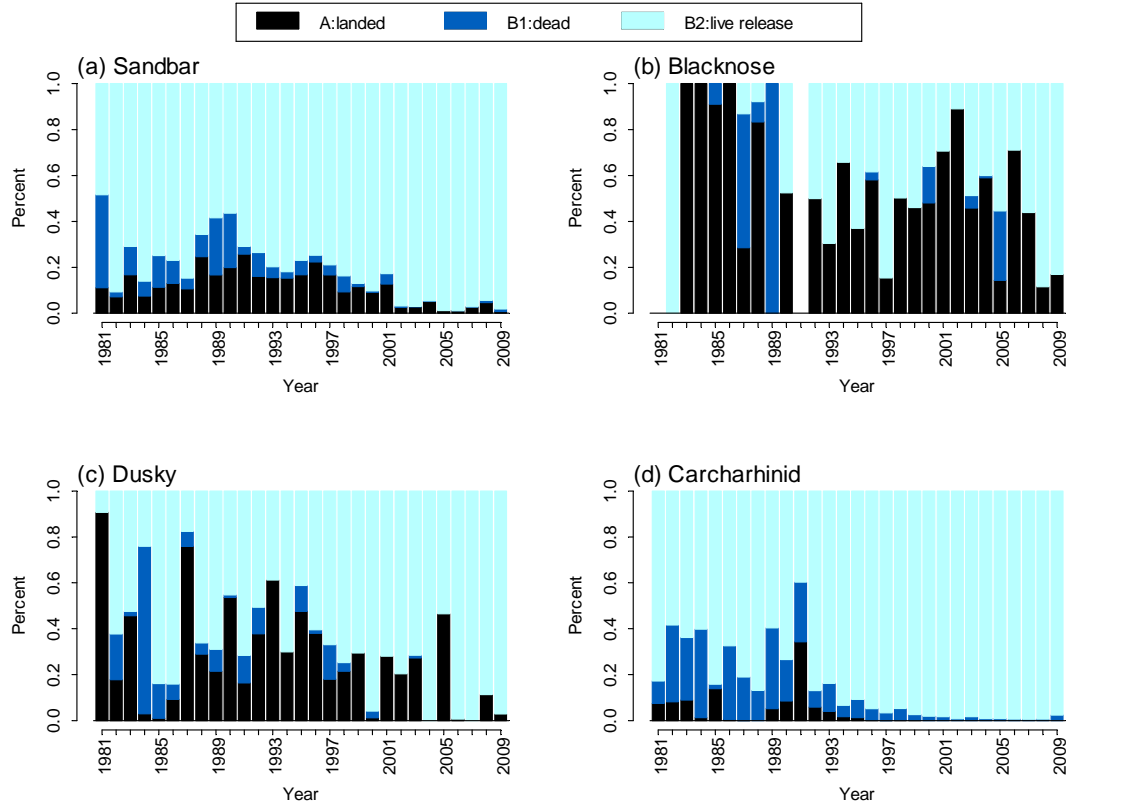 A:landed B1:dead B2:live release
(a) Sandbar
Percent
0.0 0.2 0.4 0.6 0.8 1.0
1981 1985 1989 1993 1997 2001 2005 2009
Year
(b) Blacknose
Percent
0.0 0.2 0.4 0.6 0.8 1.0
1981 1985 1989 1993 1997 2001 2005 2009
Year
(c) Dusky
Percent
0.0 0.2 0.4 0.6 0.8 1.0
1981 1985 1989 1993 1997 2001 2005 2009
Year
(d) Carcharhinid
Percent
0.0 0.2 0.4 0.6 0.8 1.0
1981 1985 1989 1993 1997 2001 2005 2009
Year